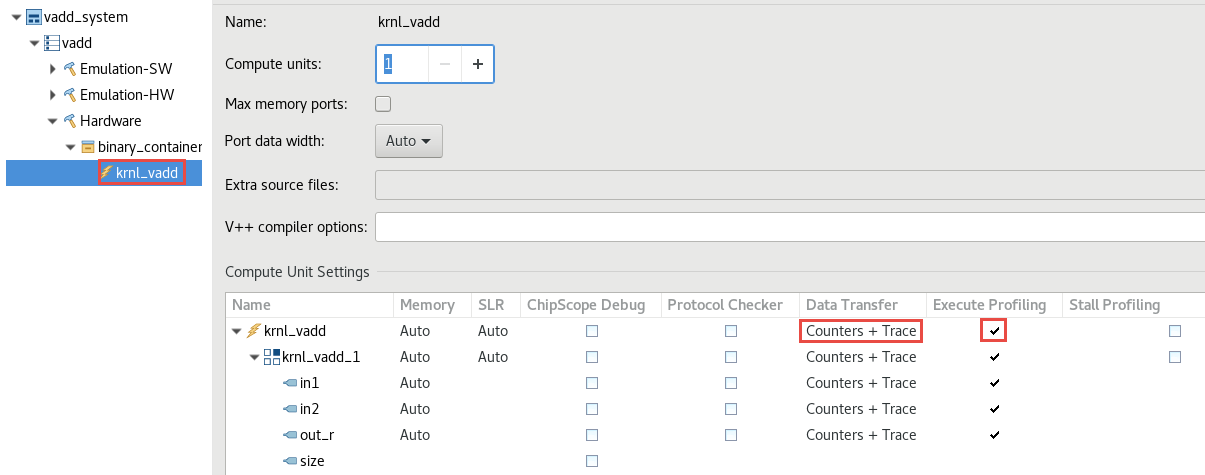 vadd_system
vadd
Emulation-SW
Emulation-HW
Hardware
binary_container
krnl_vadd
Name: krnl_vadd
Compute units: 1 − +
Max memory ports:
Port data width: Auto
Extra source files:
V++ compiler options:
Compute Unit Settings
Name Memory SLR ChipScope Debug Protocol Checker Data Transfer Execute Profiling Stall Profiling
krnl_vadd Auto Auto Counters + Trace
krnl_vadd_1 Auto Auto Counters + Trace
in1 Auto Counters + Trace
in2 Auto Counters + Trace
out_r Auto Counters + Trace
size